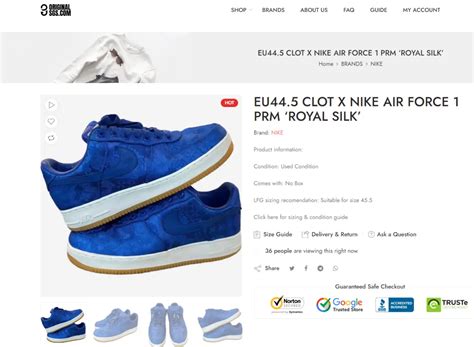 ORIGINAL
SGS.COM
SHOP BRANDS ABOUT US FAQ GUIDE MY ACCOUNT
EU44.5 CLOT X NIKE AIR FORCE 1 PRM ‘ROYAL SILK’
Home > BRANDS > NIKE
HOT
EU44.5 CLOT X NIKE AIR FORCE 1
PRM ‘ROYAL SILK’
Brand: NIKE
Product information:
Condition: Used Condition
Comes with: No Box
LFG sizing recomendation: Suitable for size 45.5
Click here for sizing & condition guide
Size Guide Delivery & Return Ask a Question
36 people are viewing this right now
Share
Guaranteed Safe Checkout
Norton
SECURED
Google
Trusted Store
BBB
ACCREDITED
BUSINESS
TRUSTe